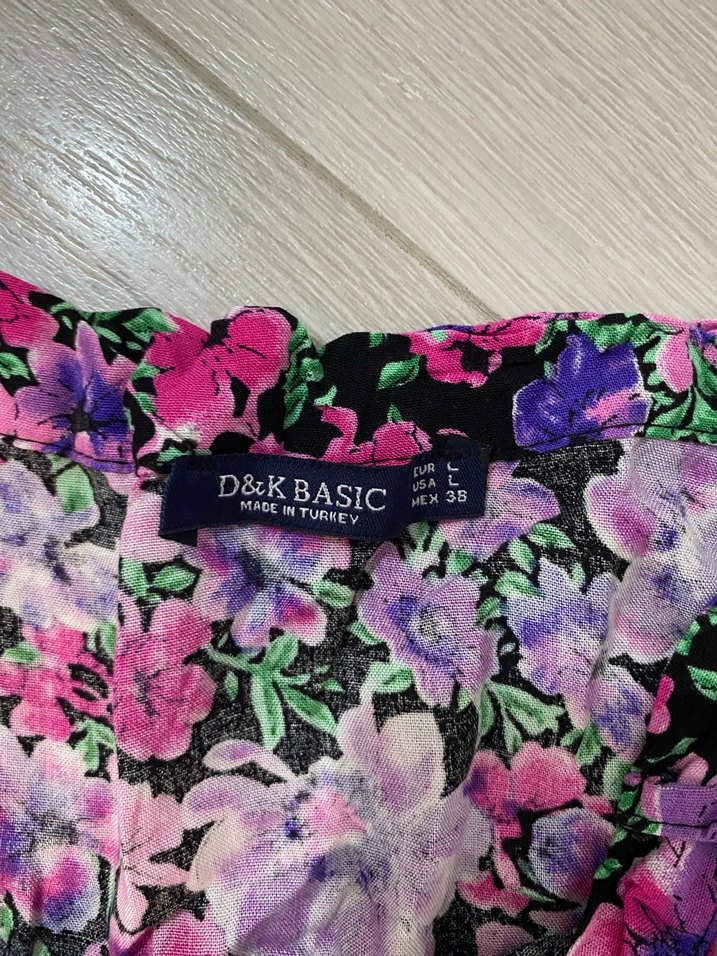 D&K BASIC
MADE IN TURKEY
EUR L
USA L
MEX 38